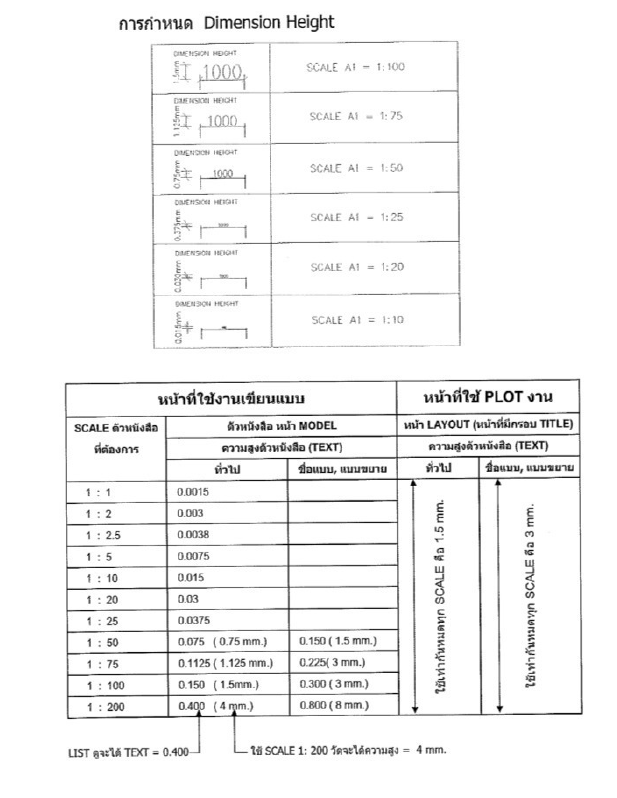 การกำหนด Dimension Height
DIMENSION HEIGHT
1.5mm
1000
SCALE A1 = 1:100
DIMENSION HEIGHT
1.125mm
1000
SCALE A1 = 1:75
DIMENSION HEIGHT
0.75mm
1000
SCALE A1 = 1:50
DIMENSION HEIGHT
0.375mm
SCALE A1 = 1:25
DIMENSION HEIGHT
0.030mm
SCALE A1 = 1:20
DIMENSION HEIGHT
0.015mm
SCALE A1 = 1:10
หน้าที่ใช้งานเขียนแบบ
หน้าที่ใช้ PLOT งาน
SCALE ตัวหนังสือ
ที่ต้องการ
ตัวหนังสือ หน้า MODEL
หน้า LAYOUT (หน้าที่มีกรอบ TITLE)
ความสูงตัวหนังสือ (TEXT)
ความสูงตัวหนังสือ (TEXT)
ทั่วไป
ชื่อแบบ, แบบขยาย
ทั่วไป
ชื่อแบบ, แบบขยาย
1 : 1 0.0015
1 : 2 0.003
1 : 2.5 0.0038
1 : 5 0.0075
1 : 10 0.015
1 : 20 0.03
1 : 25 0.0375
1 : 50 0.075 ( 0.75 mm.) 0.150 ( 1.5 mm.)
1 : 75 0.1125 ( 1.125 mm.) 0.225( 3 mm.)
1 : 100 0.150 ( 1.5mm.) 0.300 ( 3 mm.)
1 : 200 0.400 ( 4 mm.) 0.800 ( 8 mm.)
ใช้เท่ากันหมดทุก SCALE คือ 1.5 mm.
ใช้เท่ากันหมดทุก SCALE คือ 3 mm.
LIST ดูจะได้ TEXT = 0.400
ใช้ SCALE 1: 200 วัดจะได้ความสูง = 4 mm.